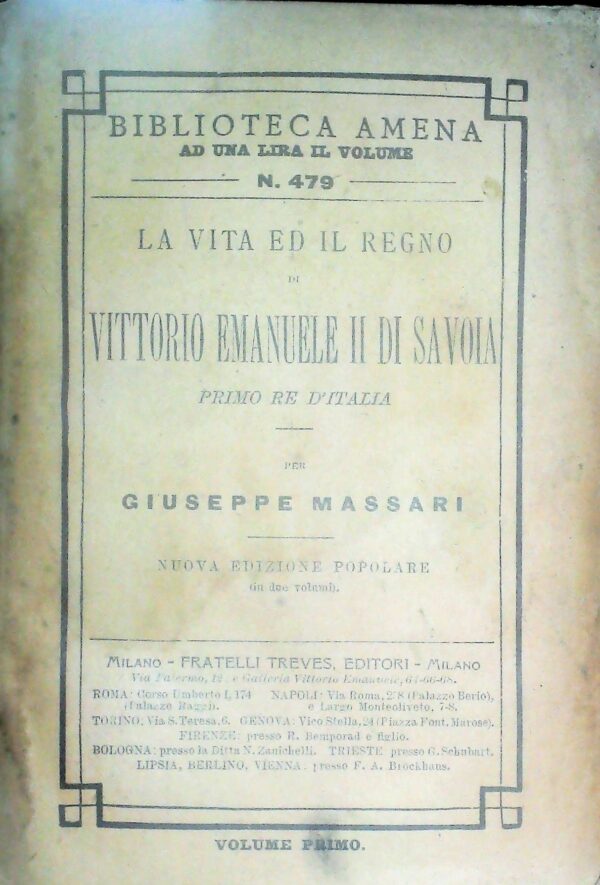 BIBLIOTECA AMENA
AD UNA LIRA IL VOLUME
N. 479
LA VITA ED IL REGNO
DI
VITTORIO EMANUELE II DI SAVOIA
PRIMO RE D'ITALIA
PER
GIUSEPPE MASSARI
NUOVA EDIZIONE POPOLARE
(in due volumi).
MILANO - FRATELLI TREVES, EDITORI - MILANO
Via Palermo, 12; e Galleria Vittorio Emanuele, 64-66-68.
ROMA: Corso Umberto I, 174 NAPOLI: Via Roma, 258 (Palazzo Berio),
(Palazzo Raggi). e Largo Monteoliveto, 7-8.
TORINO, Via S. Teresa, 6. GENOVA: Vico Stella, 24 (Piazza Font. Marose).
FIRENZE: presso R. Bemporad e figlio.
BOLOGNA: presso la Ditta N. Zanichelli. TRIESTE presso G. Schubart.
LIPSIA, BERLINO, VIENNA: presso F. A. Brockhaus.
VOLUME PRIMO.